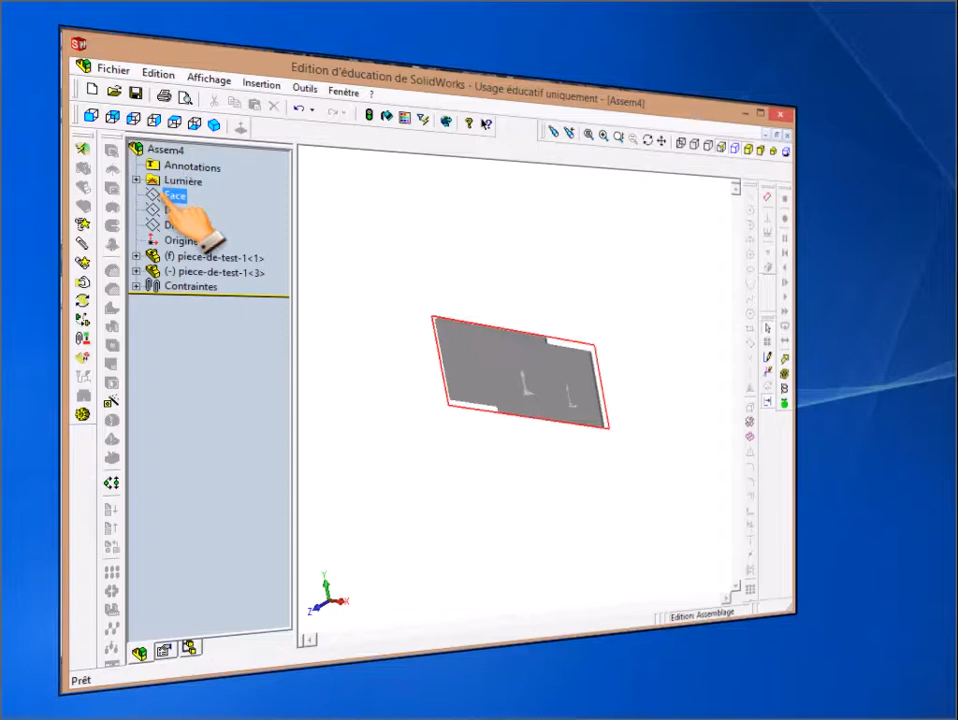 Edition d'éducation de SolidWorks - Usage éducatif uniquement - [Assem4]
Fichier Edition Affichage Insertion Outils Fenêtre ?
Assem4
Annotations
Lumière
Face
Origine
(f) piece-de-test-1<1>
(-) piece-de-test-1<3>
Contraintes
Y
X
Z
Edition: Assemblage
Prêt